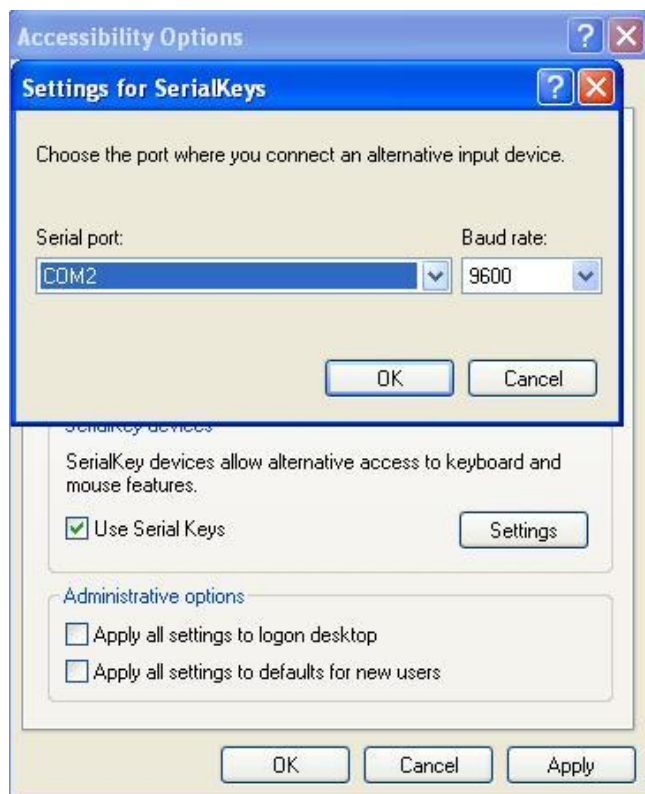 Accessibility Options
Settings for SerialKeys
Choose the port where you connect an alternative input device.
Serial port: Baud rate:
COM2 9600
OK Cancel
SerialKey devices
SerialKey devices allow alternative access to keyboard and
mouse features.
Use Serial Keys Settings
Administrative options
Apply all settings to logon desktop
Apply all settings to defaults for new users
OK Cancel Apply